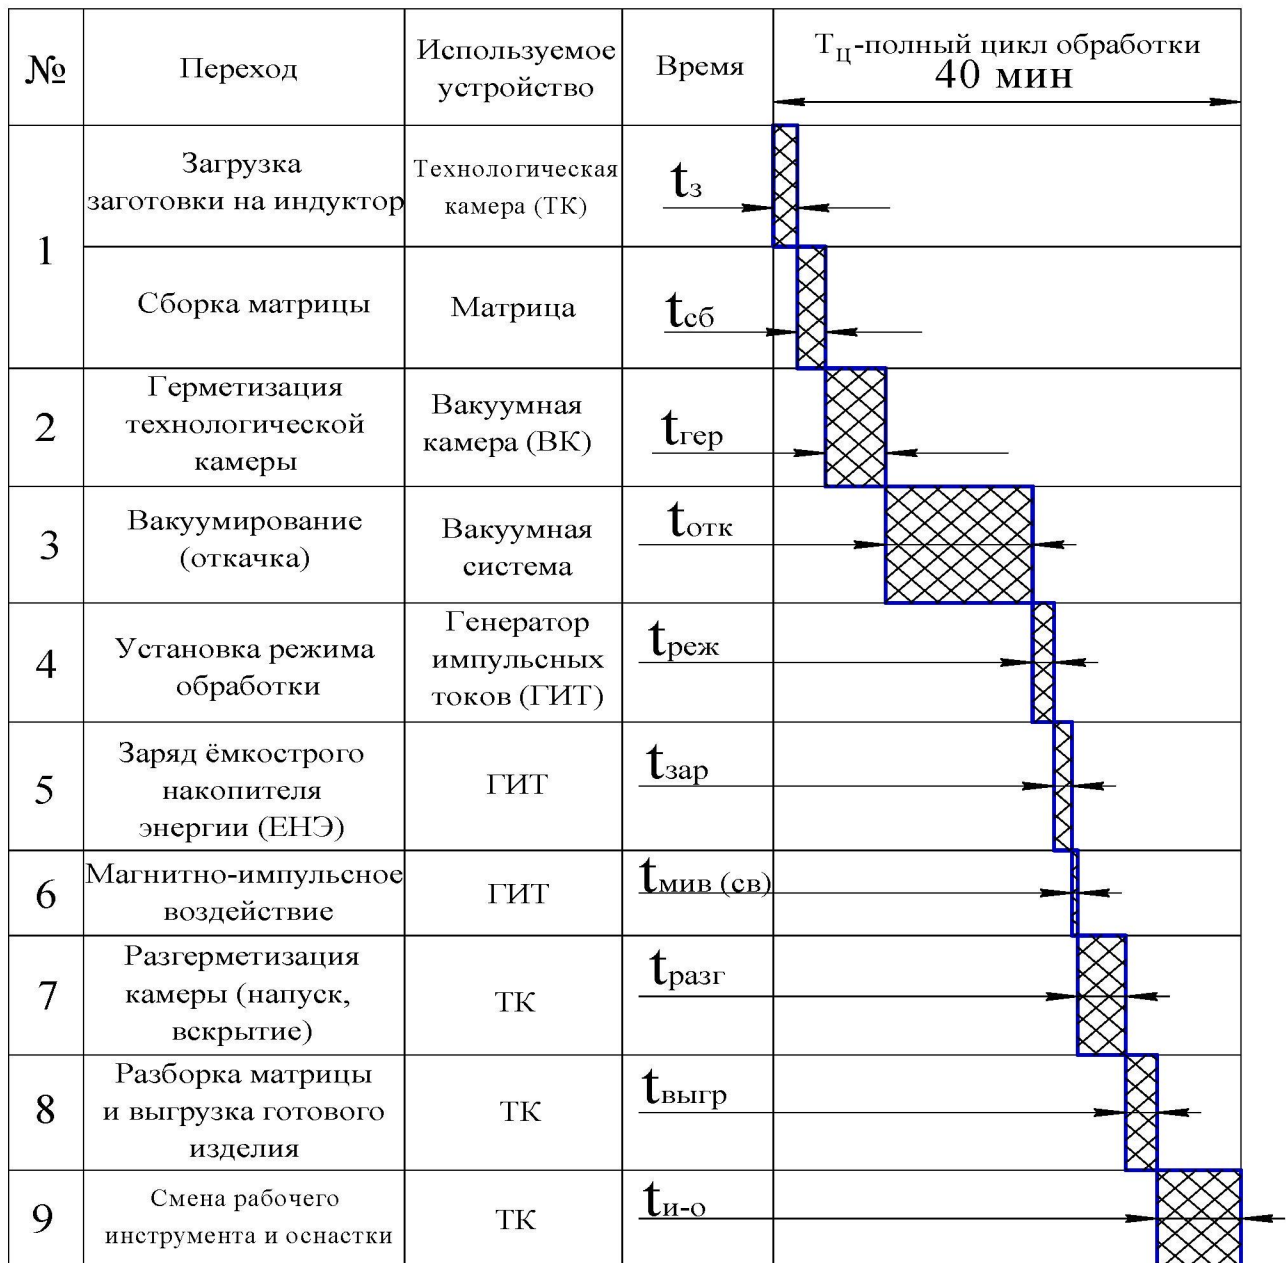 №
Переход
Используемое
устройство
Время
Тц-полный цикл обработки
40 мин
1
Загрузка
заготовки на индуктор
Технологическая
камера (ТК)
tз
Сборка матрицы
Матрица
tсб
2
Герметизация
технологической
камеры
Вакуумная
камера (ВК)
tгер
3
Вакуумирование
(откачка)
Вакуумная
система
tотк
4
Установка режима
обработки
Генератор
импульсных
токов (ГИТ)
tреж
5
Заряд ёмкострого
накопителя
энергии (ЕНЭ)
ГИТ
tзар
6
Магнитно-импульсное
воздействие
ГИТ
tмив (св)
7
Разгерметизация
камеры (напуск,
вскрытие)
ТК
tразг
8
Разборка матрицы
и выгрузка готового
изделия
ТК
tвыгр
9
Смена рабочего
инструмента и оснастки
ТК
tи-о